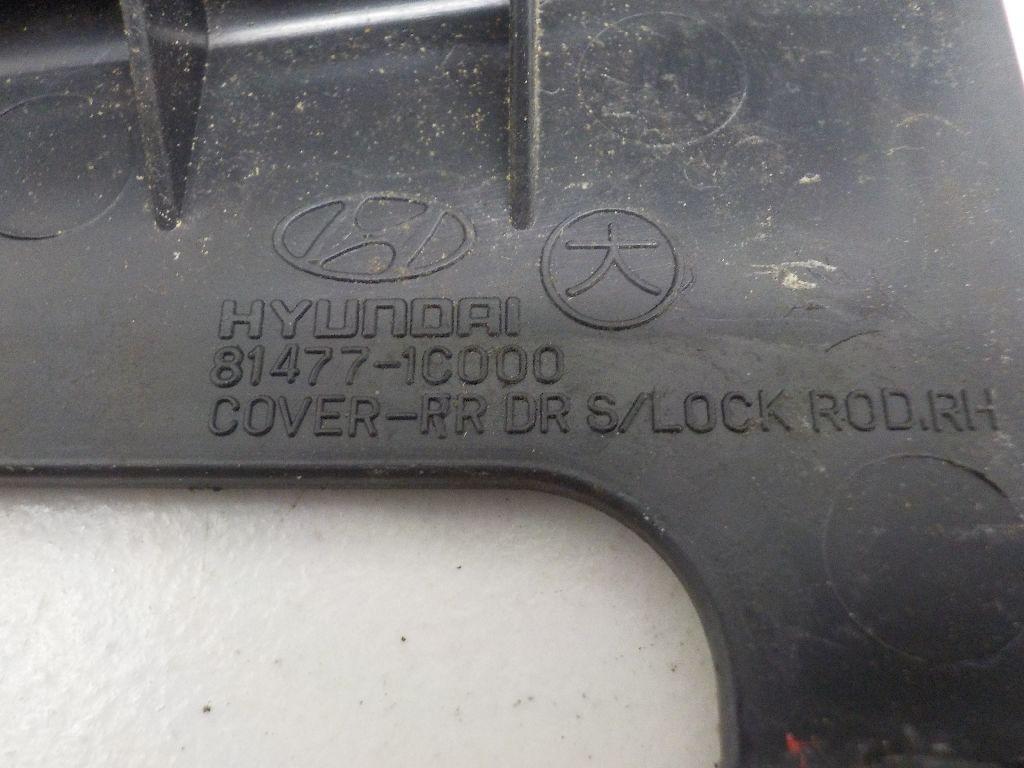 大
HYUNDAI
81477-1C000
COVER-RR DR S/LOCK ROD.RH